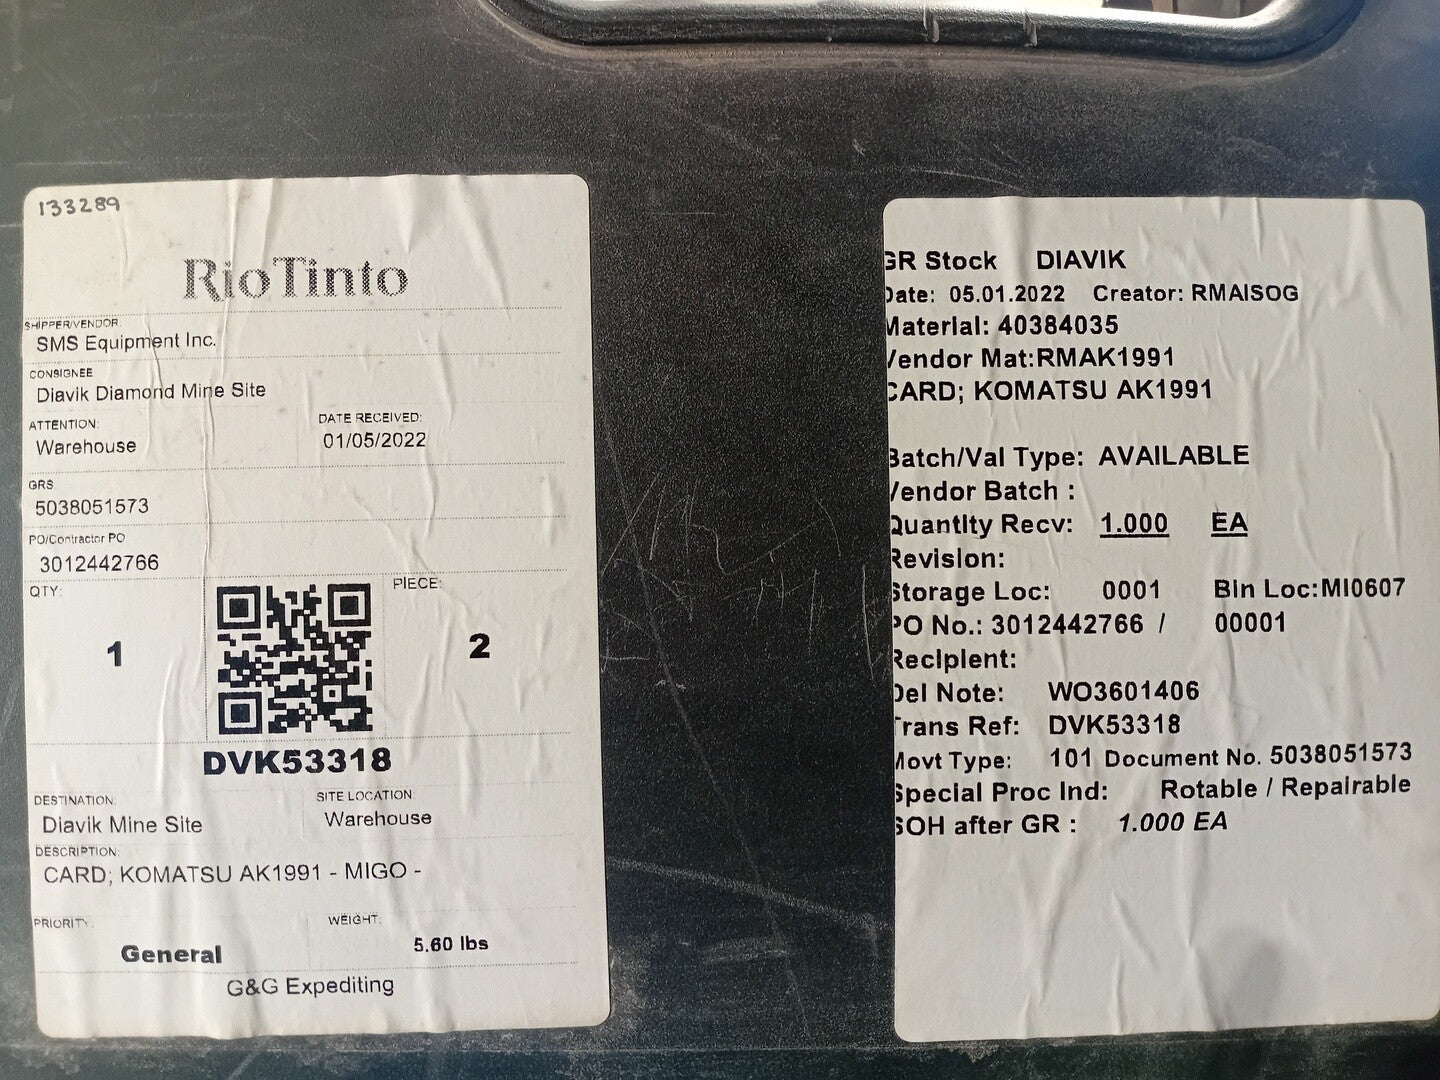 133289
RioTinto
SHIPPER/VENDOR
SMS Equipment Inc.
CONSIGNEE
Diavik Diamond Mine Site
ATTENTION:
Warehouse
DATE RECEIVED:
01/05/2022
GRS
5038051573
PO/Contractor PO
3012442766
QTY:
1
PIECE:
2
DVK53318
DESTINATION:
Diavik Mine Site
SITE LOCATION
Warehouse
DESCRIPTION:
CARD; KOMATSU AK1991 - MIGO -
PRIORITY:
General
WEIGHT:
5.60 lbs
G&G Expediting
GR Stock DIAVIK
Date: 05.01.2022 Creator: RMAISOG
Material: 40384035
Vendor Mat:RMAK1991
CARD; KOMATSU AK1991
Batch/Val Type: AVAILABLE
Vendor Batch :
Quantity Recv: 1.000 EA
Revision:
Storage Loc: 0001 Bin Loc:MI0607
PO No.: 3012442766 / 00001
Recipient:
Del Note: WO3601406
Trans Ref: DVK53318
Movt Type: 101 Document No. 5038051573
Special Proc Ind: Rotable / Repairable
SOH after GR : 1.000 EA